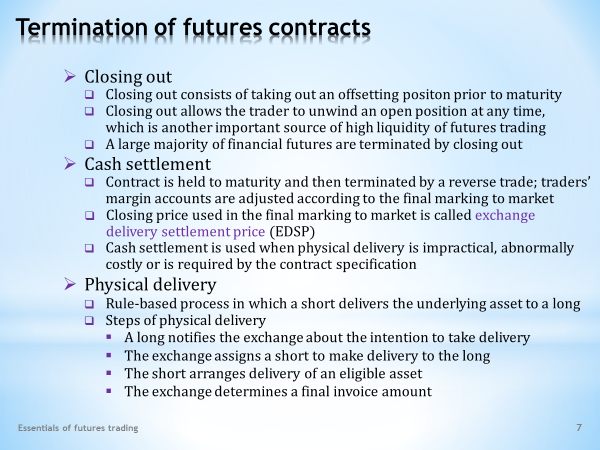 Termination of futures contracts
Closing out
Closing out consists of taking out an offsetting positon prior to maturity
Closing out allows the trader to unwind an open position at any time,
which is another important source of high liquidity of futures trading
A large majority of financial futures are terminated by closing out
Cash settlement
Contract is held to maturity and then terminated by a reverse trade; traders’
margin accounts are adjusted according to the final marking to market
Closing price used in the final marking to market is called exchange
delivery settlement price (EDSP)
Cash settlement is used when physical delivery is impractical, abnormally
costly or is required by the contract specification
Physical delivery
Rule-based process in which a short delivers the underlying asset to a long
Steps of physical delivery
A long notifies the exchange about the intention to take delivery
The exchange assigns a short to make delivery to the long
The short arranges delivery of an eligible asset
The exchange determines a final invoice amount
Essentials of futures trading
7